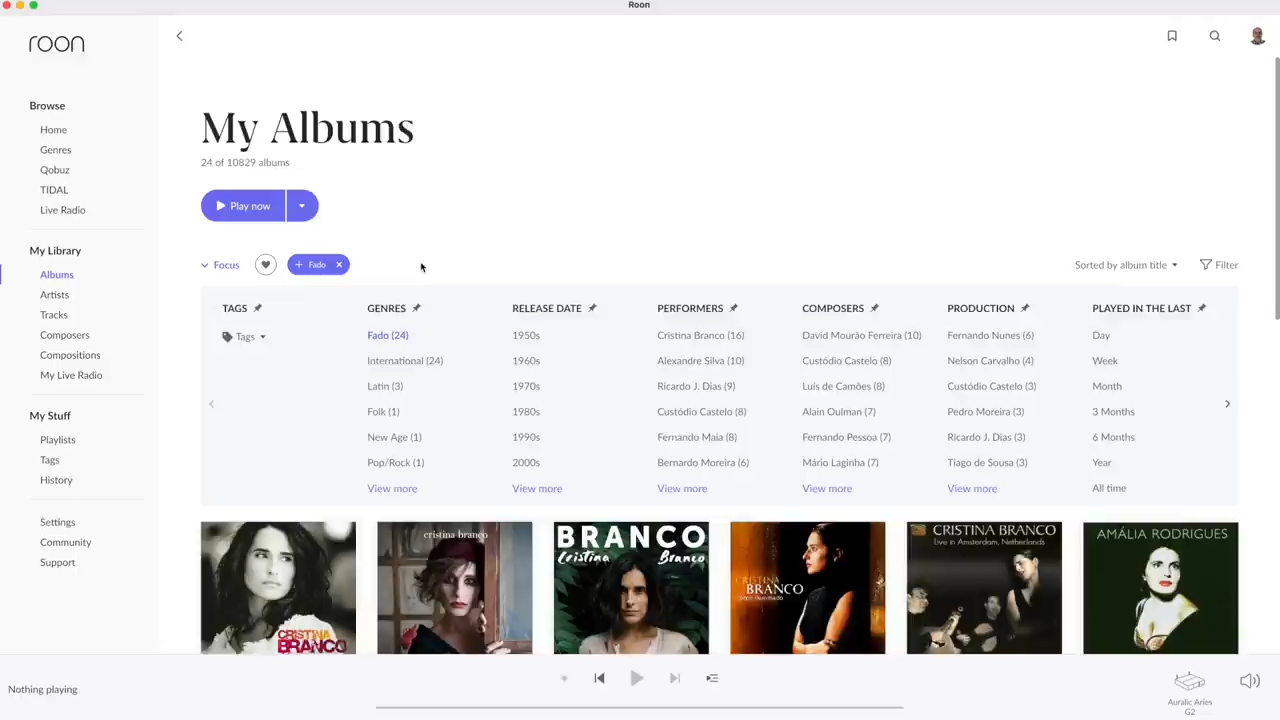 Roon
roon
Browse
Home
Genres
Qobuz
TIDAL
Live Radio
My Library
Albums
Artists
Tracks
Composers
Compositions
My Live Radio
My Stuff
Playlists
Tags
History
Settings
Community
Support
My Albums
24 of 10829 albums
Play now
Focus
Fado
Sorted by album title
Filter
TAGS
Tags
GENRES
Fado (24)
International (24)
Latin (3)
Folk (1)
New Age (1)
Pop/Rock (1)
View more
RELEASE DATE
1950s
1960s
1970s
1980s
1990s
2000s
View more
PERFORMERS
Cristina Branco (16)
Alexandre Silva (10)
Ricardo J. Dias (9)
Custódio Castelo (8)
Fernando Maia (8)
Bernardo Moreira (6)
View more
COMPOSERS
David Mourão Ferreira (10)
Custódio Castelo (8)
Luís de Camões (8)
Alain Oulman (7)
Fernando Pessoa (7)
Mário Laginha (7)
View more
PRODUCTION
Fernando Nunes (6)
Nelson Carvalho (4)
Custódio Castelo (3)
Pedro Moreira (3)
Ricardo J. Dias (3)
Tiago de Sousa (3)
View more
PLAYED IN THE LAST
Day
Week
Month
3 Months
6 Months
Year
All time
CRISTINA
BRANCO
cristina branco
BRANCO
Cristina Branco
CRISTINA
BRANCO
CRISTINA BRANCO
Live in Amsterdam, Netherlands
AMÁLIA RODRIGUES
Nothing playing
Auralic Aries
G2